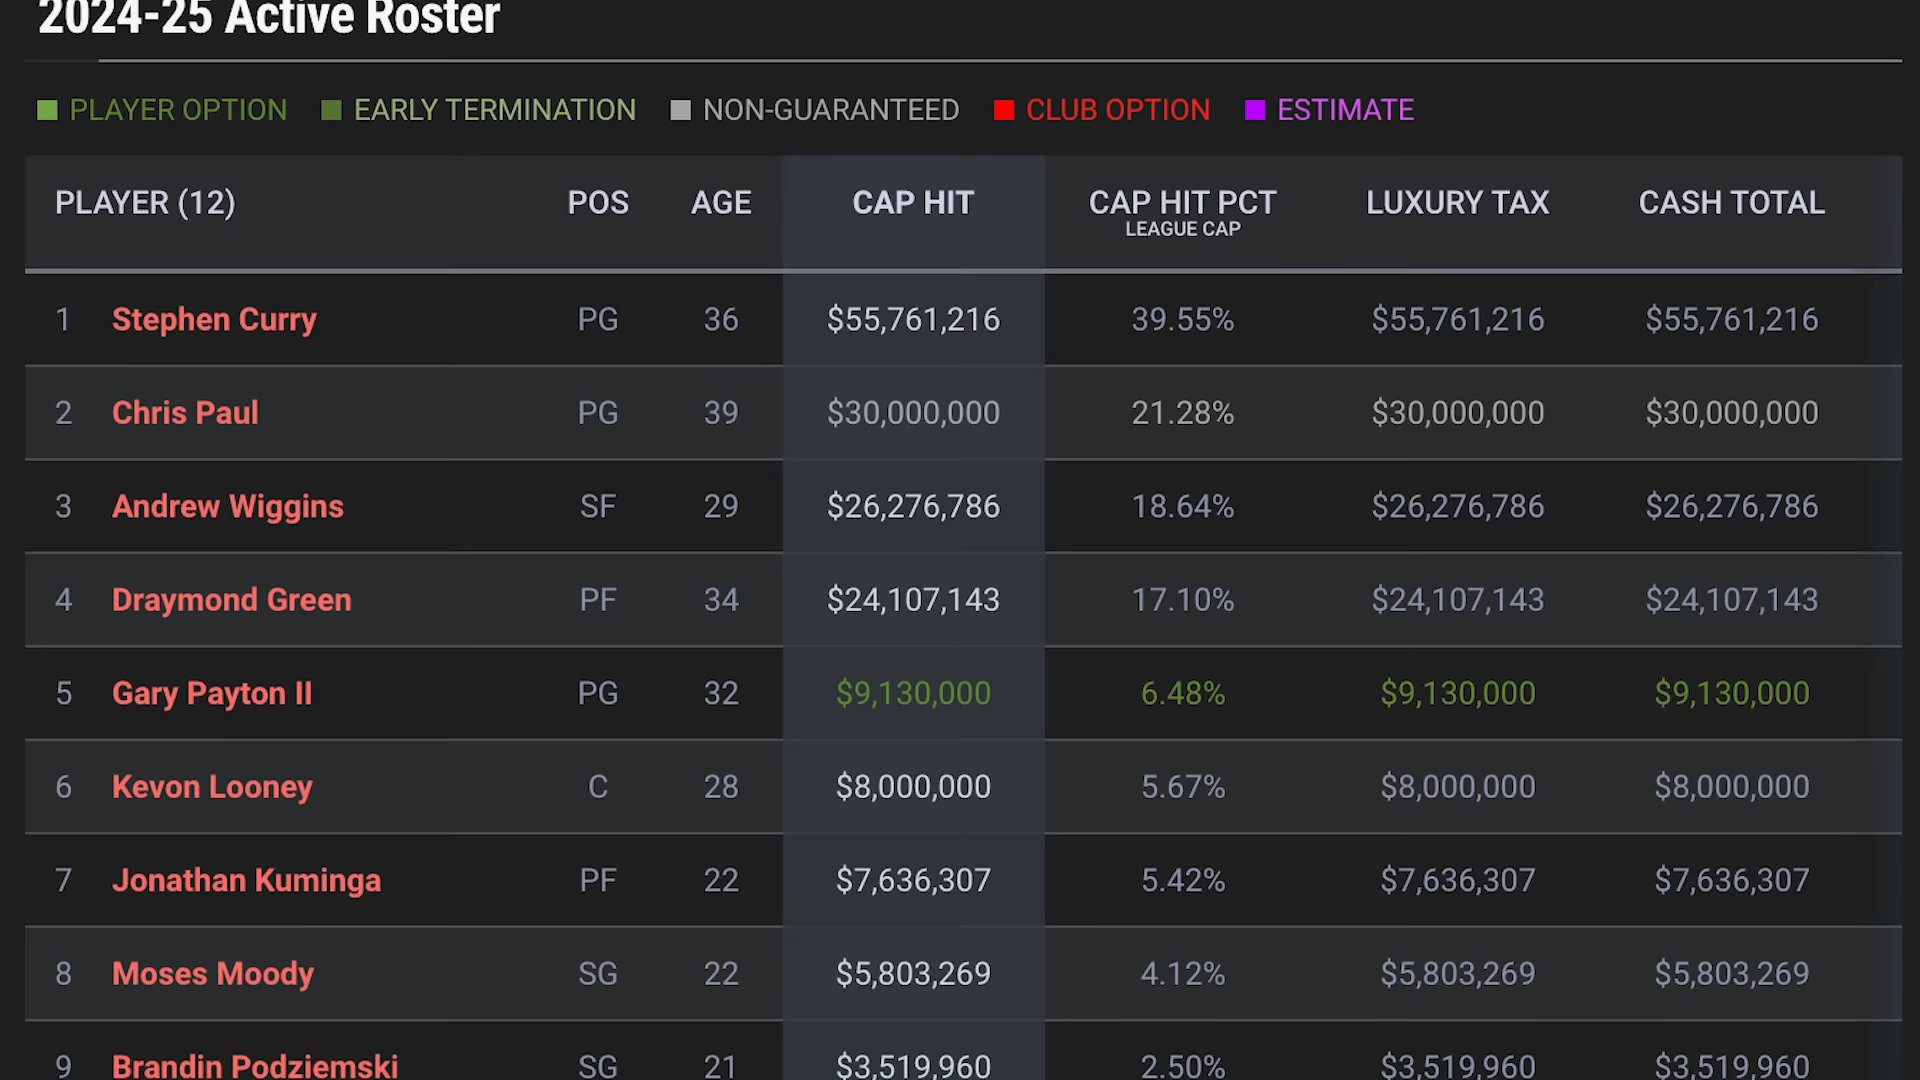 2024-25 Active Roster
PLAYER OPTION EARLY TERMINATION NON-GUARANTEED CLUB OPTION ESTIMATE
PLAYER (12) POS AGE CAP HIT CAP HIT PCT LUXURY TAX CASH TOTAL
LEAGUE CAP
1 Stephen Curry PG 36 $55,761,216 39.55% $55,761,216 $55,761,216
2 Chris Paul PG 39 $30,000,000 21.28% $30,000,000 $30,000,000
3 Andrew Wiggins SF 29 $26,276,786 18.64% $26,276,786 $26,276,786
4 Draymond Green PF 34 $24,107,143 17.10% $24,107,143 $24,107,143
5 Gary Payton II PG 32 $9,130,000 6.48% $9,130,000 $9,130,000
6 Kevon Looney C 28 $8,000,000 5.67% $8,000,000 $8,000,000
7 Jonathan Kuminga PF 22 $7,636,307 5.42% $7,636,307 $7,636,307
8 Moses Moody SG 22 $5,803,269 4.12% $5,803,269 $5,803,269
9 Brandin Podziemski SG 21 $3,519,960 2.50% $3,519,960 $3,519,960